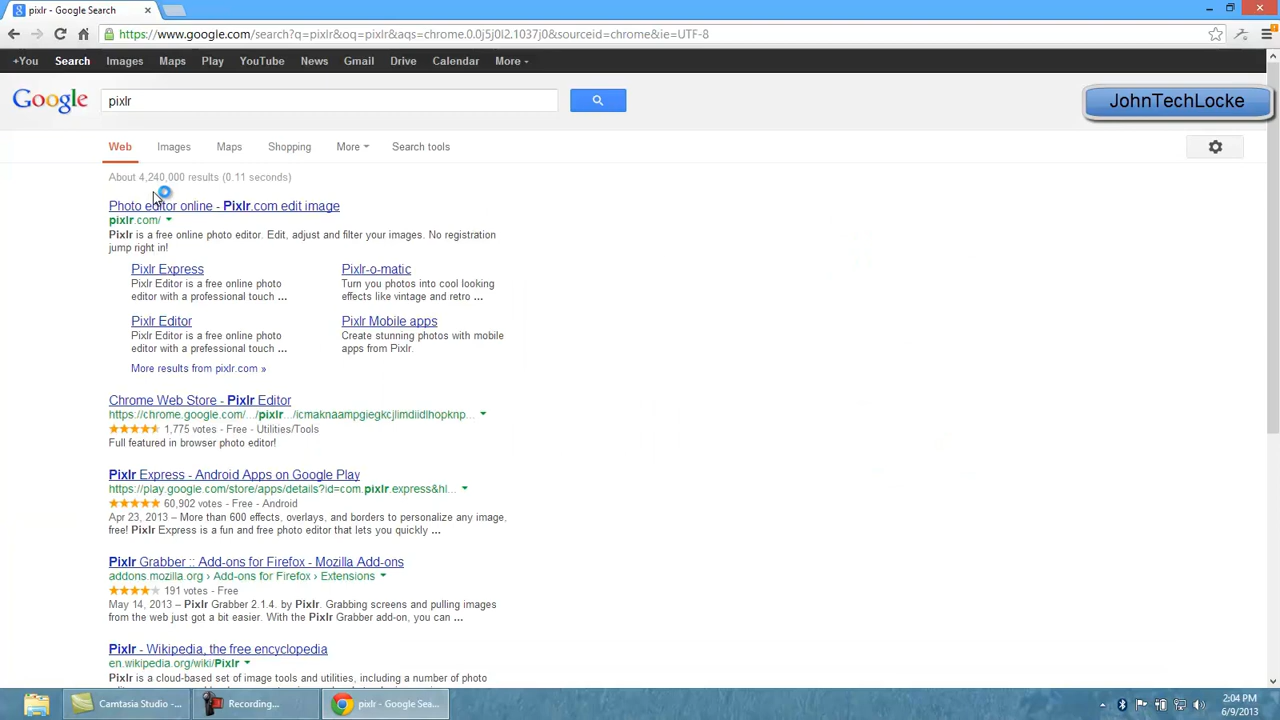 pixlr - Google Search
https://www.google.com/search?q=pixlr&oq=pixlr&aqs=chrome.0.0j5j0l2.1037j0&sourceid=chrome&ie=UTF-8
+You Search Images Maps Play YouTube News Gmail Drive Calendar More
Google pixlr
JohnTechLocke
Web Images Maps Shopping More Search tools
About 4,240,000 results (0.11 seconds)
Photo editor online - Pixlr.com edit image
pixlr.com/
Pixlr is a free online photo editor. Edit, adjust and filter your images. No registration
jump right in!
Pixlr Express
Pixlr Editor is a free online photo
editor with a professional touch ...
Pixlr-o-matic
Turn you photos into cool looking
effects like vintage and retro ...
Pixlr Editor
Pixlr Editor is a free online photo
editor with a prefessional touch ...
Pixlr Mobile apps
Create stunning photos with mobile
apps from Pixlr.
More results from pixlr.com »
Chrome Web Store - Pixlr Editor
https://chrome.google.com/.../pixlr.../icmaknaampgiegkcjlimdiidlhopknp...
1,775 votes - Free - Utilities/Tools
Full featured in browser photo editor!
Pixlr Express - Android Apps on Google Play
https://play.google.com/store/apps/details?id=com.pixlr.express&hl...
60,902 votes - Free - Android
Apr 23, 2013 – More than 600 effects, overlays, and borders to personalize any image,
free! Pixlr Express is a fun and free photo editor that lets you quickly ...
Pixlr Grabber :: Add-ons for Firefox - Mozilla Add-ons
addons.mozilla.org › Add-ons for Firefox › Extensions
191 votes - Free
May 14, 2013 – Pixlr Grabber 2.1.4. by Pixlr. Grabbing screens and pulling images
from the web just got a bit easier. With the Pixlr Grabber add-on, you can ...
Pixlr - Wikipedia, the free encyclopedia
en.wikipedia.org/wiki/Pixlr
Pixlr is a cloud-based set of image tools and utilities, including a number of photo
Camtasia Studio -... Recording... pixlr - Google Sea...
2:04 PM
6/9/2013